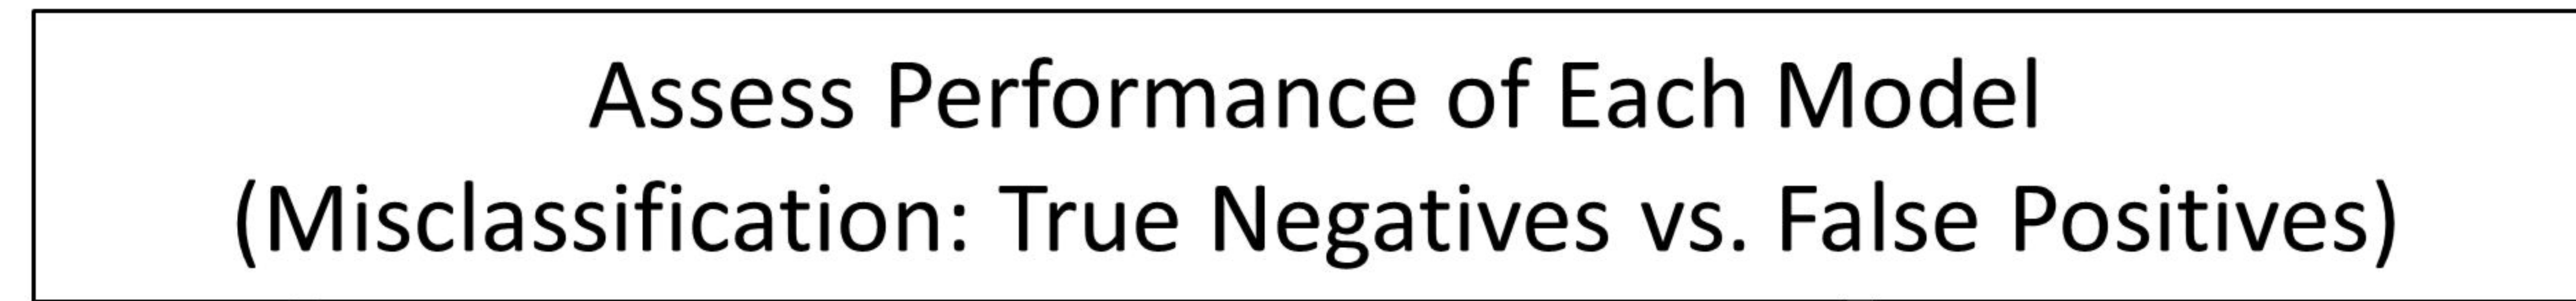 Assess Performance of Each Model
(Misclassification: True Negatives vs. False Positives)